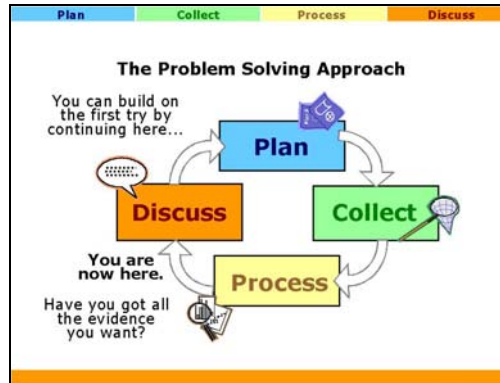 Plan Collect Process Discuss
The Problem Solving Approach
You can build on
the first try by
continuing here...
Plan
Discuss
Collect
You are
now here.
Process
Have you got all
the evidence
you want?